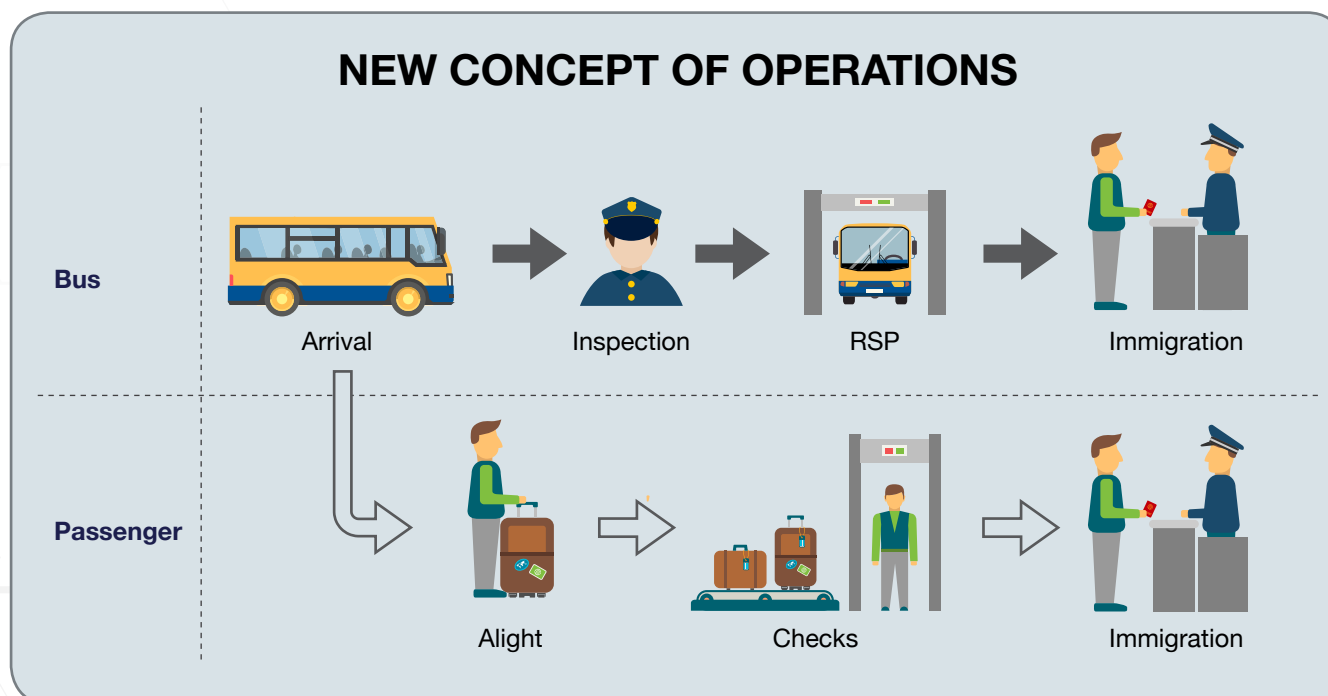 NEW CONCEPT OF OPERATIONS
Bus
Arrival
Inspection
RSP
Immigration
Passenger
Alight
Checks
Immigration